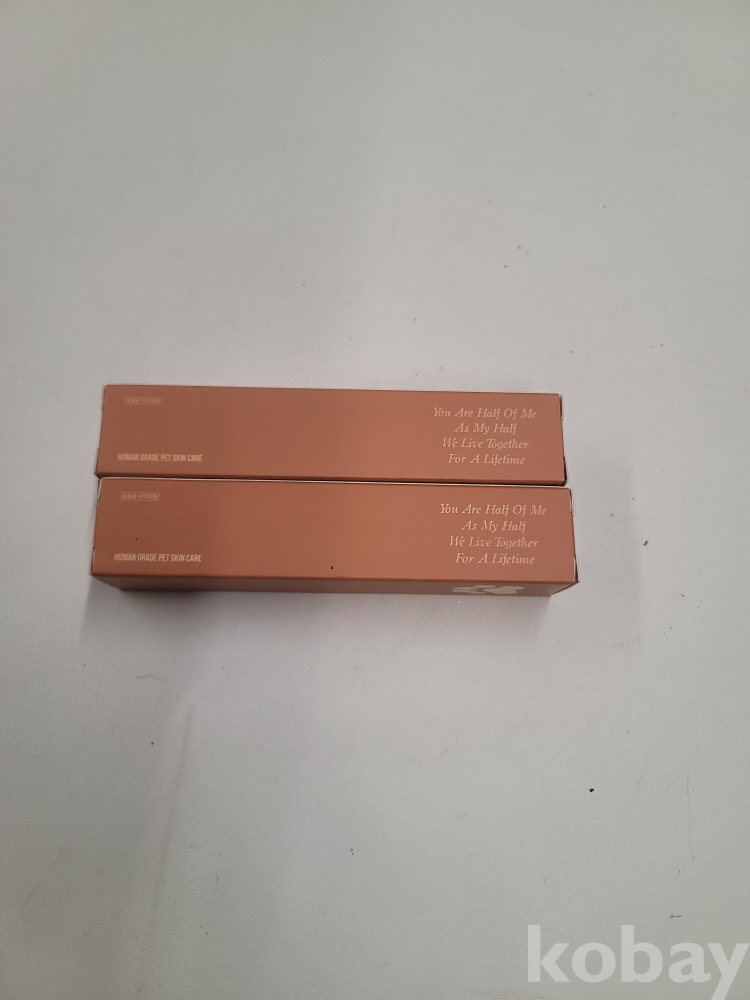 You Are Half Of Me
As My Half
We Live Together
For A Lifetime
HUMAN GRADE PET SKIN CARE
You Are Half Of Me
As My Half
We Live Together
For A Lifetime
HUMAN GRADE PET SKIN CARE
kobay